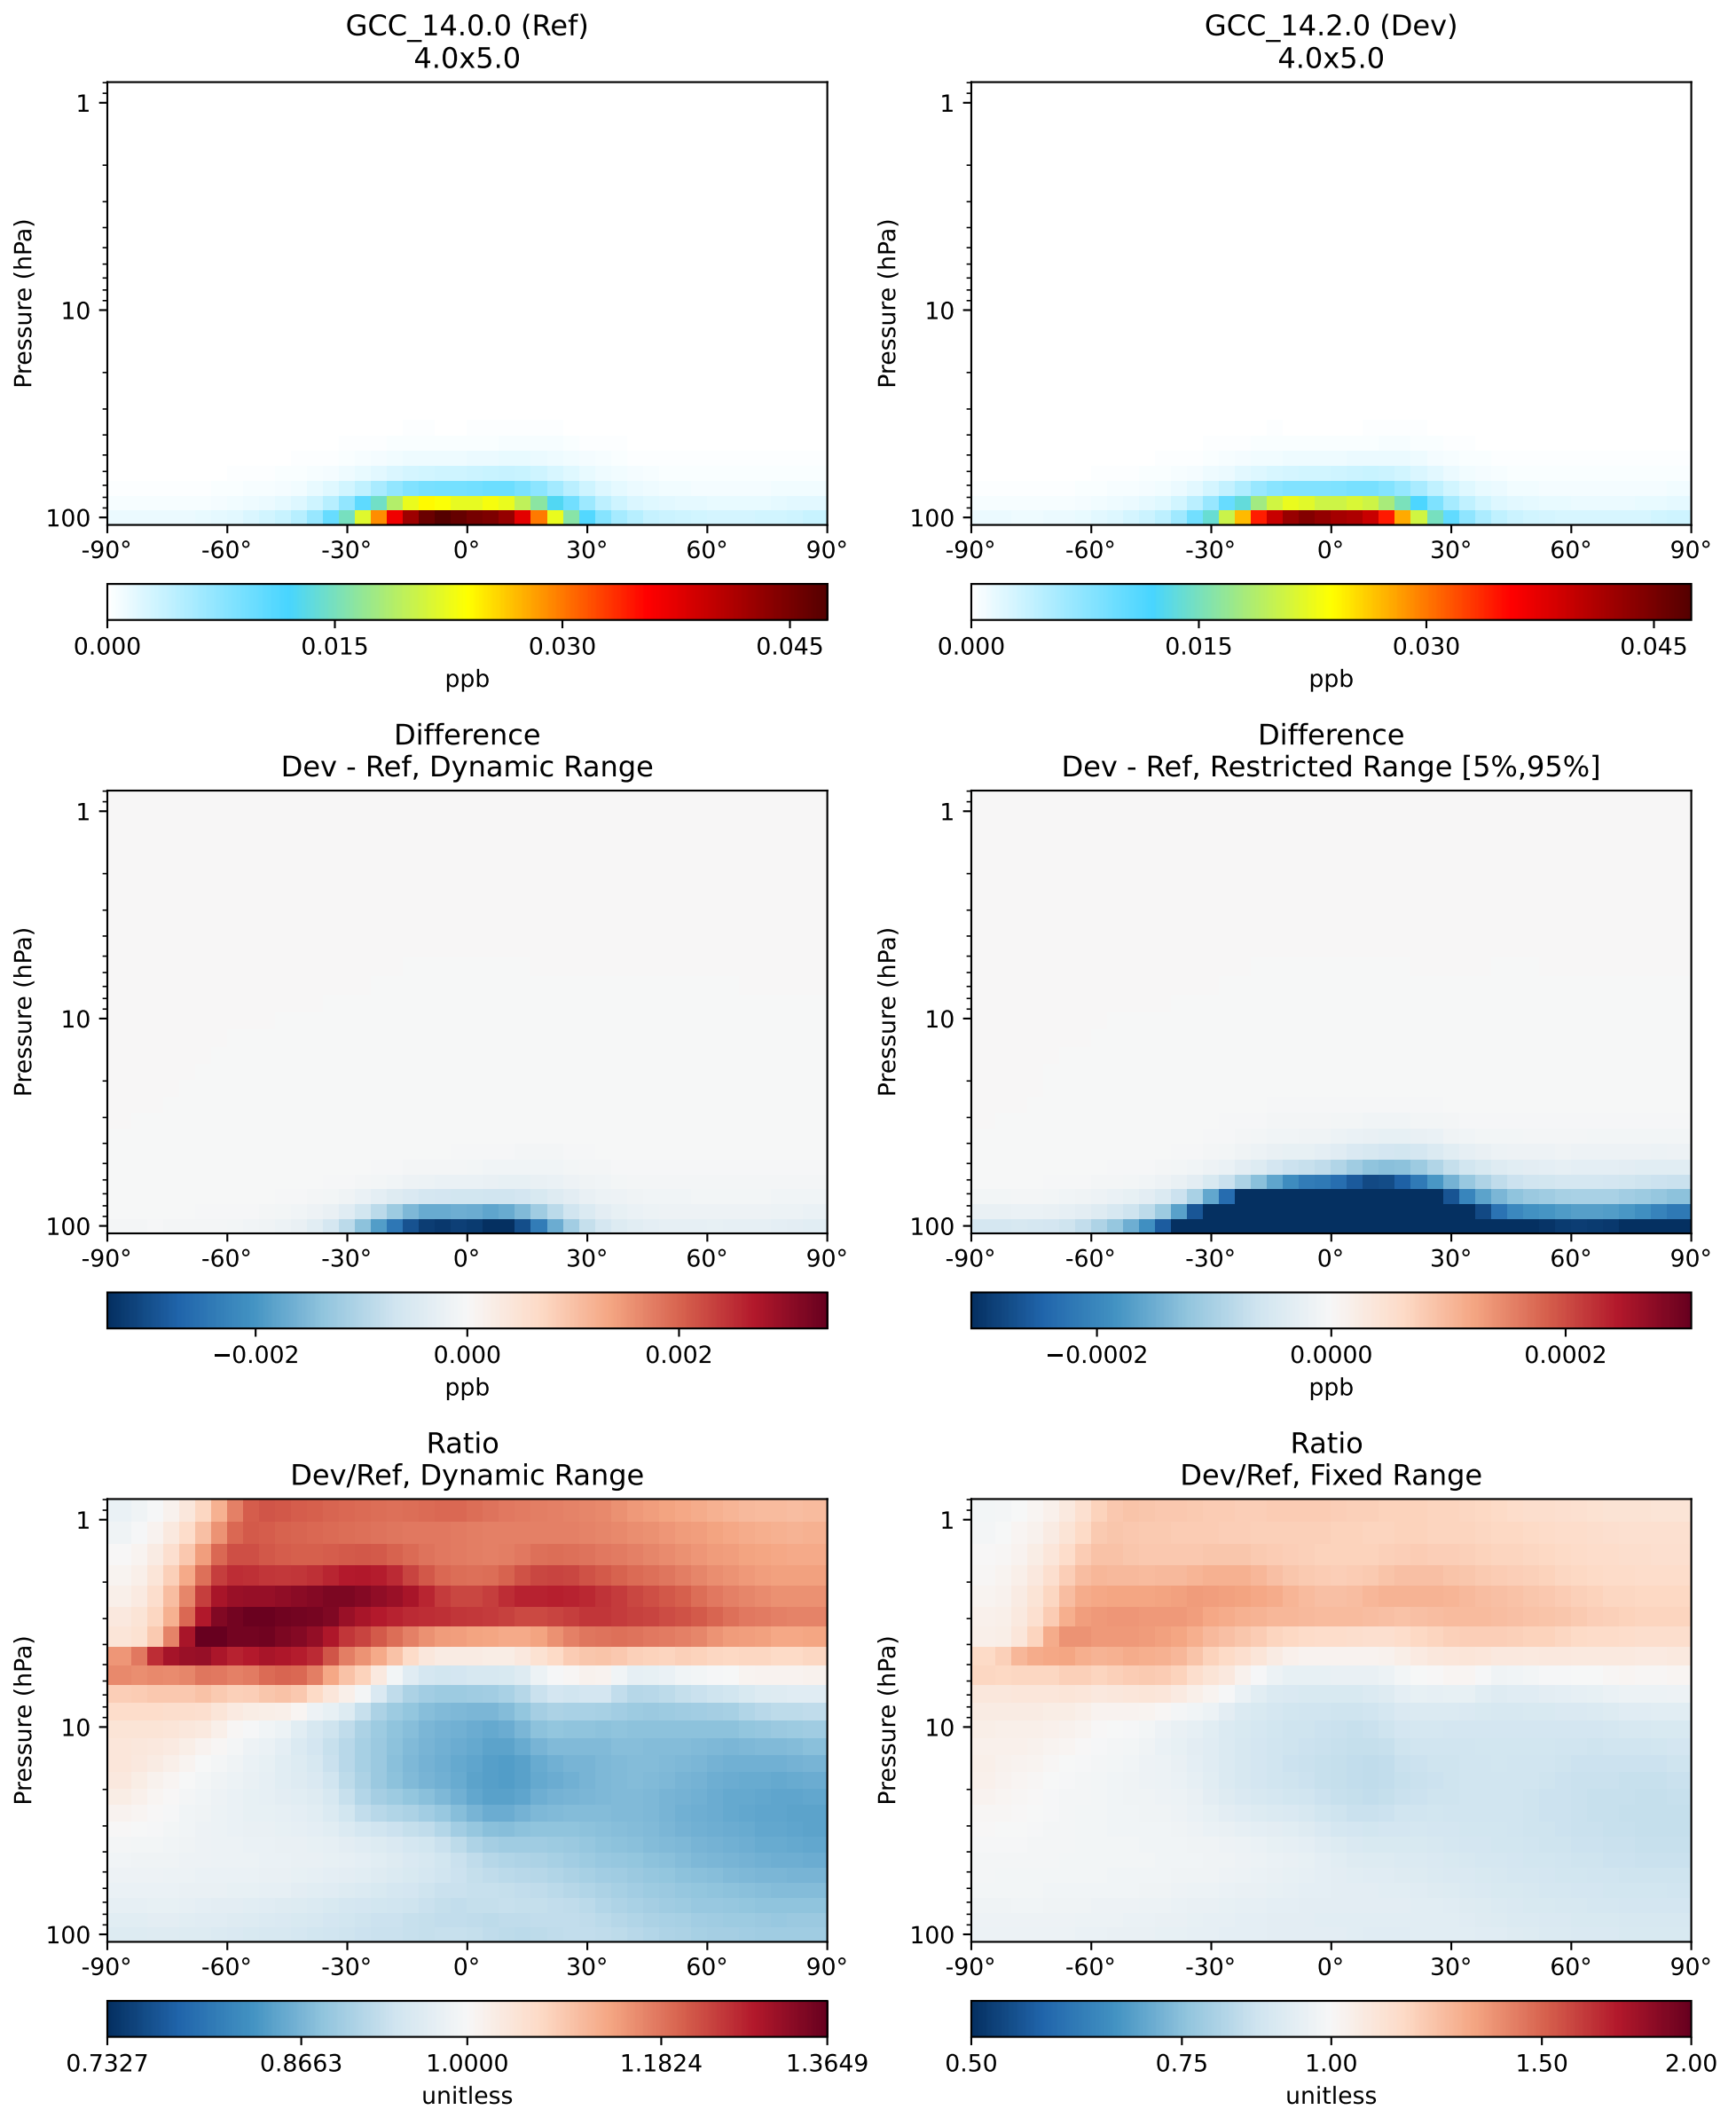 GCC_14.0.0 (Ref)
4.0x5.0
Pressure (hPa)
1
10
100
-90° -60° -30° 0° 30° 60° 90°
0.000 0.015 0.030 0.045
ppb
GCC_14.2.0 (Dev)
4.0x5.0
Pressure (hPa)
1
10
100
-90° -60° -30° 0° 30° 60° 90°
0.000 0.015 0.030 0.045
ppb
Difference
Dev - Ref, Dynamic Range
Pressure (hPa)
1
10
100
-90° -60° -30° 0° 30° 60° 90°
−0.002 0.000 0.002
ppb
Difference
Dev - Ref, Restricted Range [5%,95%]
Pressure (hPa)
1
10
100
-90° -60° -30° 0° 30° 60° 90°
−0.0002 0.0000 0.0002
ppb
Ratio
Dev/Ref, Dynamic Range
Pressure (hPa)
1
10
100
-90° -60° -30° 0° 30° 60° 90°
0.7327 0.8663 1.0000 1.1824 1.3649
unitless
Ratio
Dev/Ref, Fixed Range
Pressure (hPa)
1
10
100
-90° -60° -30° 0° 30° 60° 90°
0.50 0.75 1.00 1.50 2.00
unitless